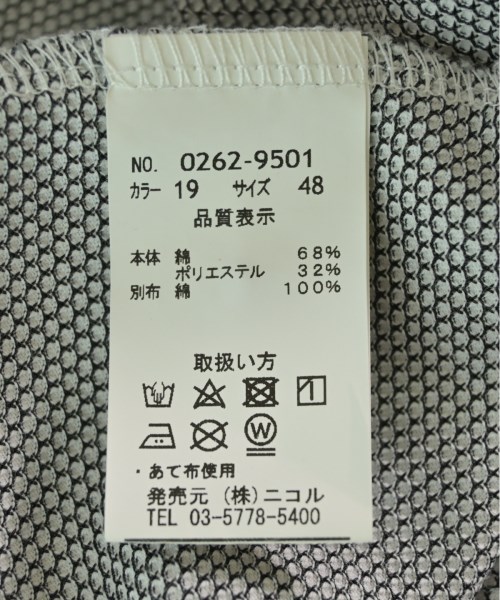 NO. 0262-9501
カラー 19 サイズ 48
品質表示
本体 綿 68%
ポリエステル 32%
別布 綿 100%
取扱い方
W
・あて布使用
発売元 (株)ニコル
TEL 03-5778-5400